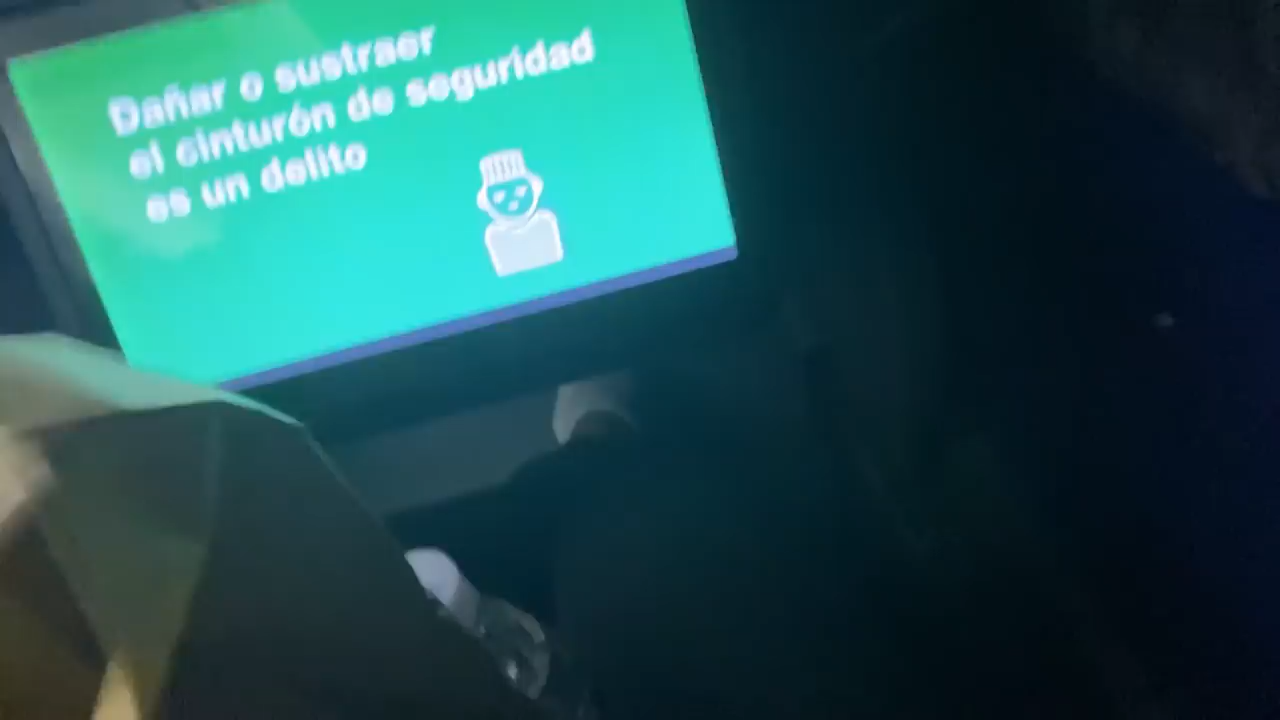 Dañar o sustraer
el cinturón de seguridad
es un delito